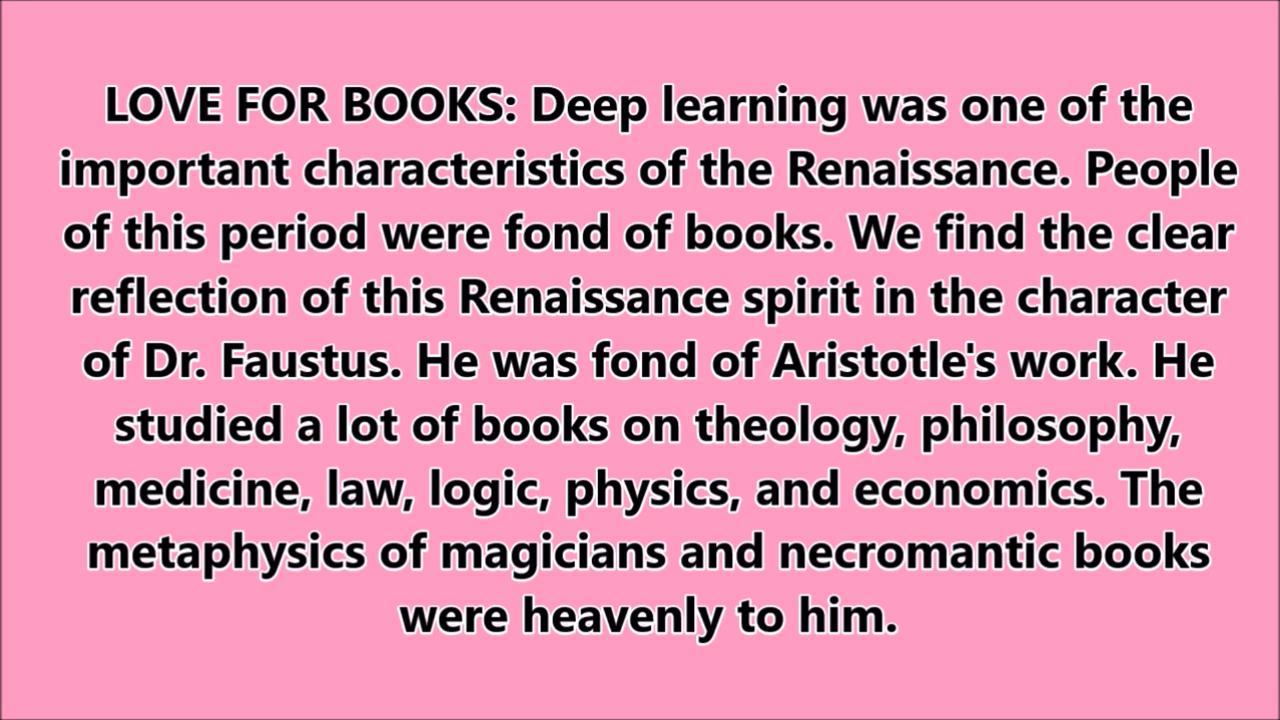 LOVE FOR BOOKS: Deep learning was one of the
important characteristics of the Renaissance. People
of this period were fond of books. We find the clear
reflection of this Renaissance spirit in the character
of Dr. Faustus. He was fond of Aristotle's work. He
studied a lot of books on theology, philosophy,
medicine, law, logic, physics, and economics. The
metaphysics of magicians and necromantic books
were heavenly to him.